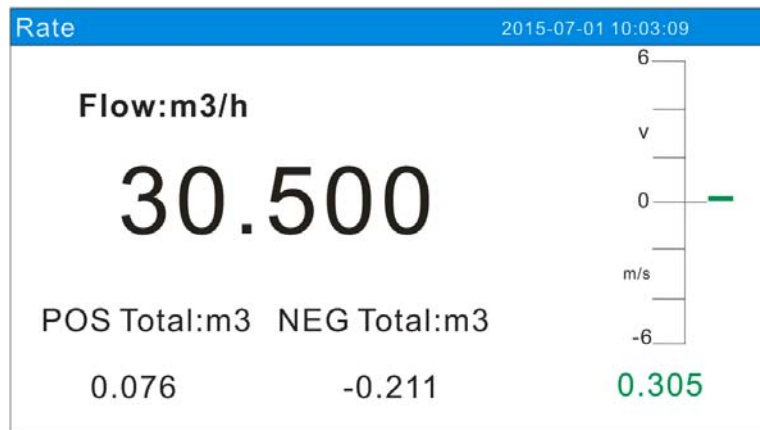 Rate 2015-07-01 10:03:09
6
Flow:m3/h
v
30.500
0
m/s
POS Total:m3 NEG Total:m3
-6
0.076 -0.211 0.305